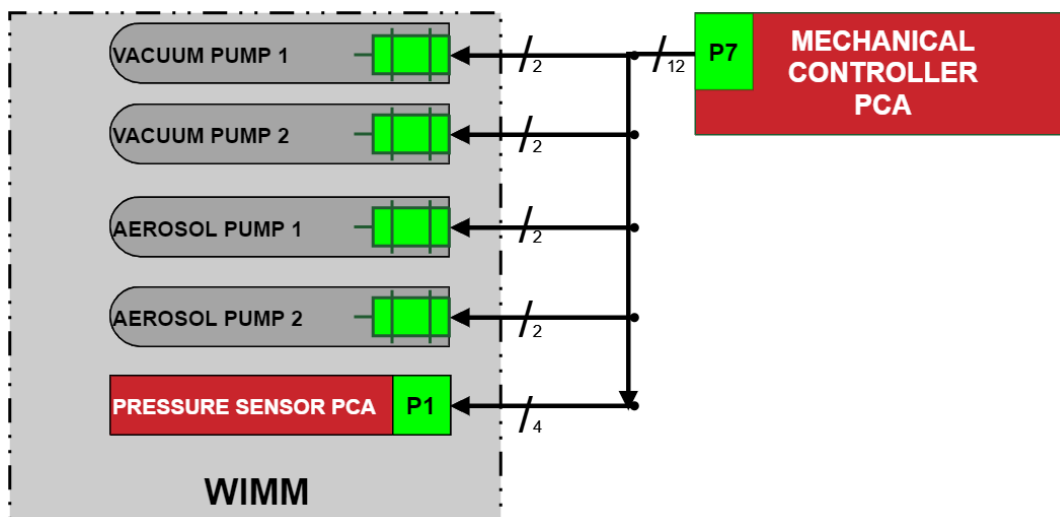 VACUUM PUMP 1
2
12
P7
MECHANICAL
CONTROLLER
PCA
VACUUM PUMP 2
2
AEROSOL PUMP 1
2
AEROSOL PUMP 2
2
PRESSURE SENSOR PCA
P1
4
WIMM